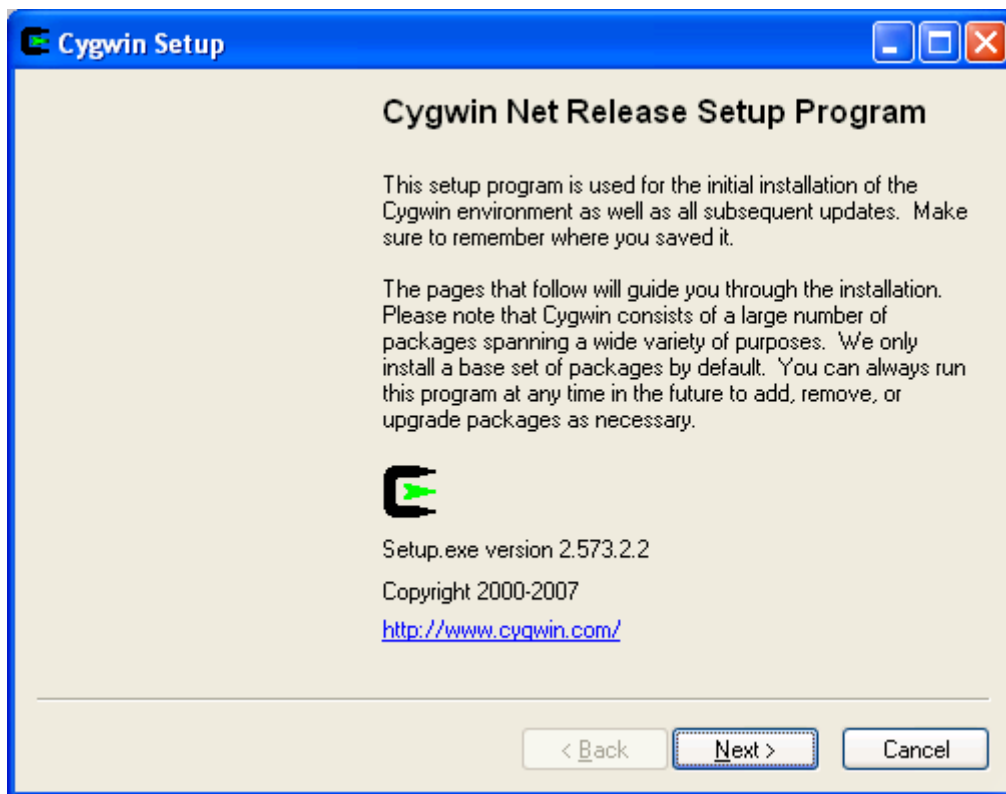 Cygwin Setup
Cygwin Net Release Setup Program
This setup program is used for the initial installation of the
Cygwin environment as well as all subsequent updates.  Make
sure to remember where you saved it.
The pages that follow will guide you through the installation.
Please note that Cygwin consists of a large number of
packages spanning a wide variety of purposes.  We only
install a base set of packages by default.  You can always run
this program at any time in the future to add, remove, or
upgrade packages as necessary.
Setup.exe version 2.573.2.2
Copyright 2000-2007
http://www.cygwin.com/
< Back
Next >
Cancel